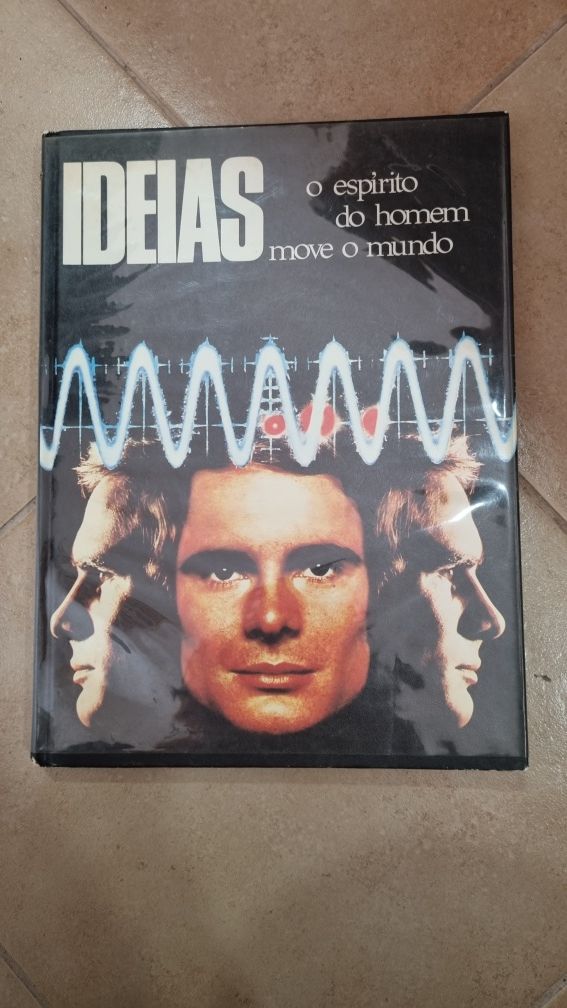 IDEIAS
o espírito
do homem
move o mundo